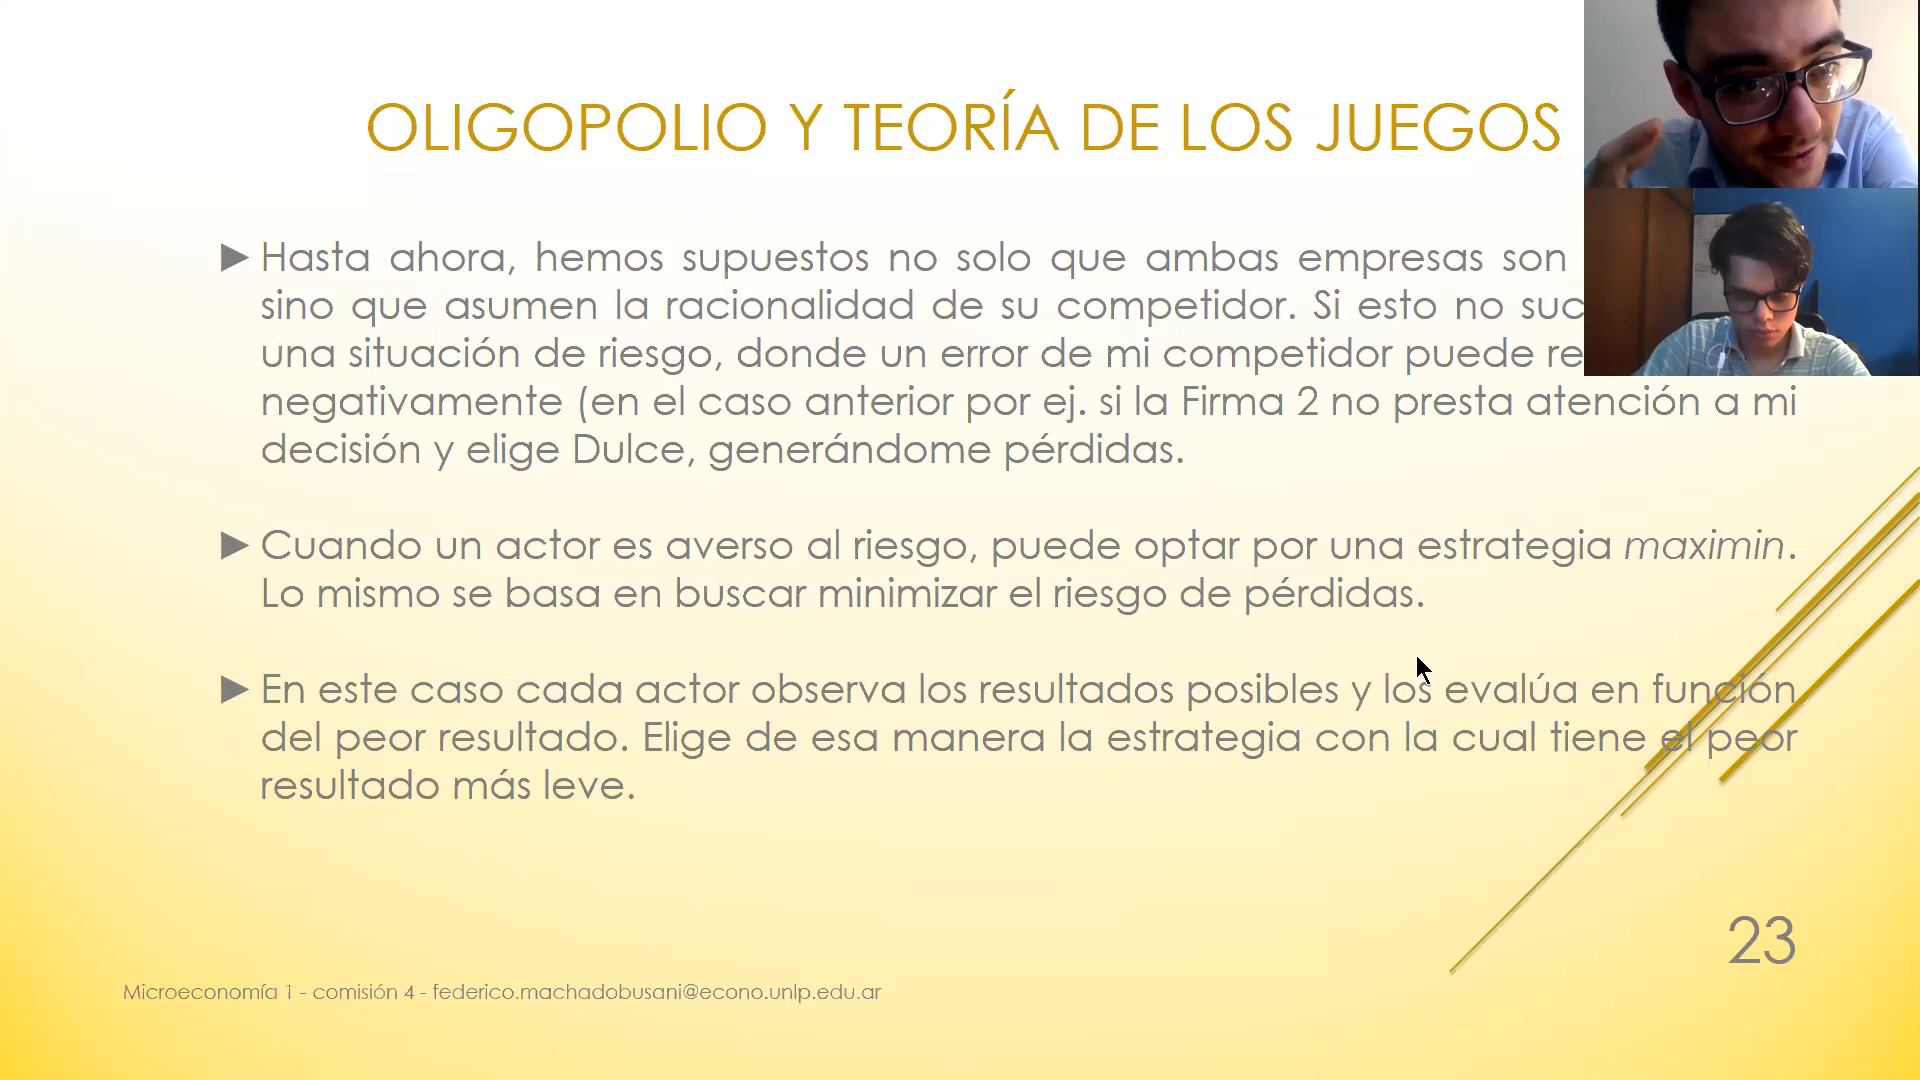 OLIGOPOLIO Y TEORÍA DE LOS JUEGOS
Hasta ahora, hemos supuestos no solo que ambas empresas son
sino que asumen la racionalidad de su competidor. Si esto no
una situación de riesgo, donde un error de mi competidor puede
negativamente (en el caso anterior por ej. si la Firma 2 no presta atención a mi
decisión y elige Dulce, generándome pérdidas.
Cuando un actor es averso al riesgo, puede optar por una estrategia maximin.
Lo mismo se basa en buscar minimizar el riesgo de pérdidas.
En este caso cada actor observa los resultados posibles y los evalúa en función
del peor resultado. Elige de esa manera la estrategia con la cual tiene el peor
resultado más leve.
23
Microeconomía 1 - comisión 4 - federico.machadobusani@econo.unlp.edu.ar